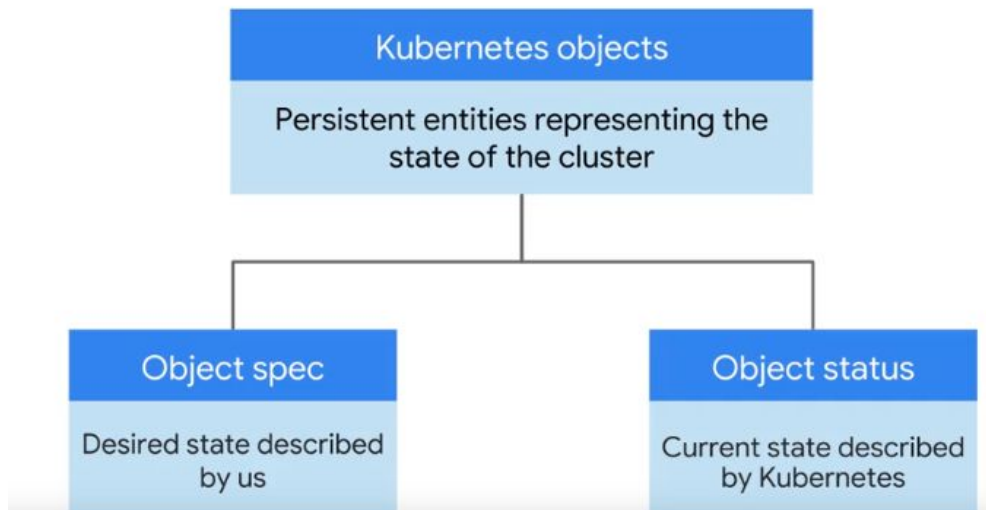 Kubernetes objects
Persistent entities representing the
state of the cluster
Object spec
Desired state described
by us
Object status
Current state described
by Kubernetes